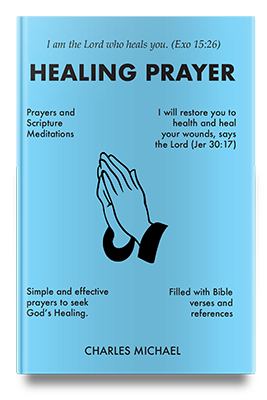 I am the Lord who heals you. (Exo 15:26)
HEALING PRAYER
Prayers and
Scripture
Meditations
I will restore you to
health and heal
your wounds, says
the Lord (Jer 30:17)
Simple and effective
prayers to seek
God's Healing.
Filled with Bible
verses and
references
CHARLES MICHAEL